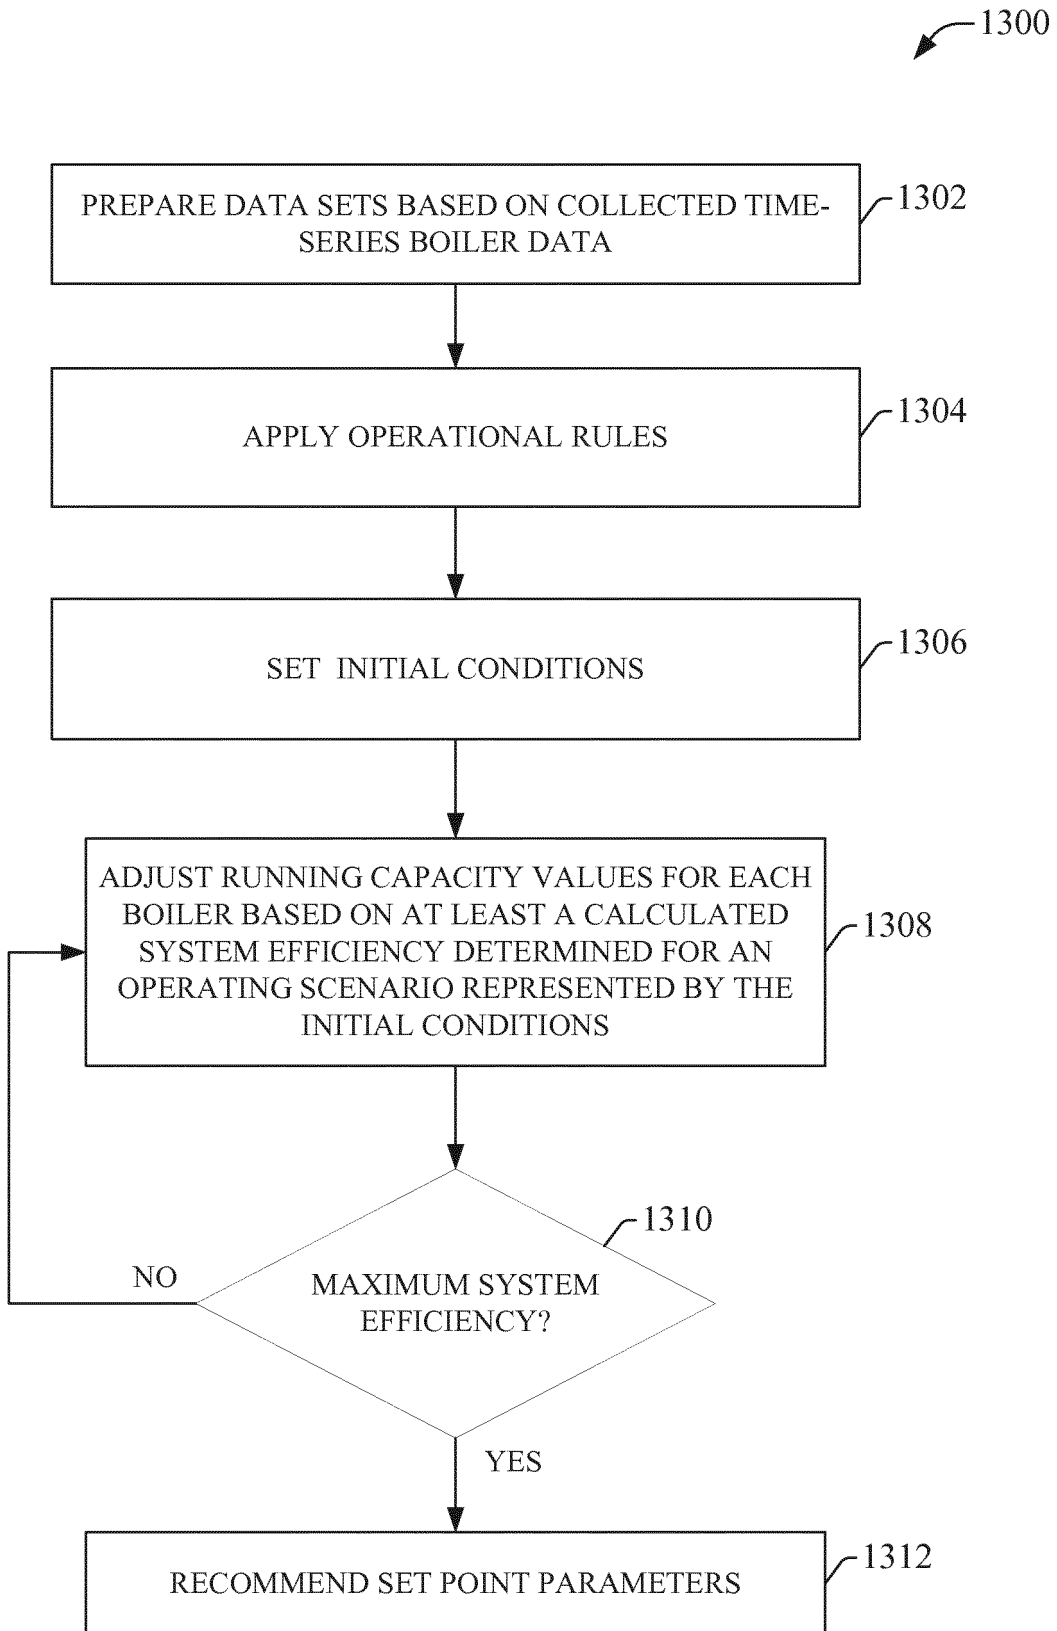 1300
PREPARE DATA SETS BASED ON COLLECTED TIME-
SERIES BOILER DATA
1302
APPLY OPERATIONAL RULES
1304
SET INITIAL CONDITIONS
1306
ADJUST RUNNING CAPACITY VALUES FOR EACH
BOILER BASED ON AT LEAST A CALCULATED
SYSTEM EFFICIENCY DETERMINED FOR AN
OPERATING SCENARIO REPRESENTED BY THE
INITIAL CONDITIONS
1308
1310
NO
MAXIMUM SYSTEM
EFFICIENCY?
YES
RECOMMEND SET POINT PARAMETERS
1312